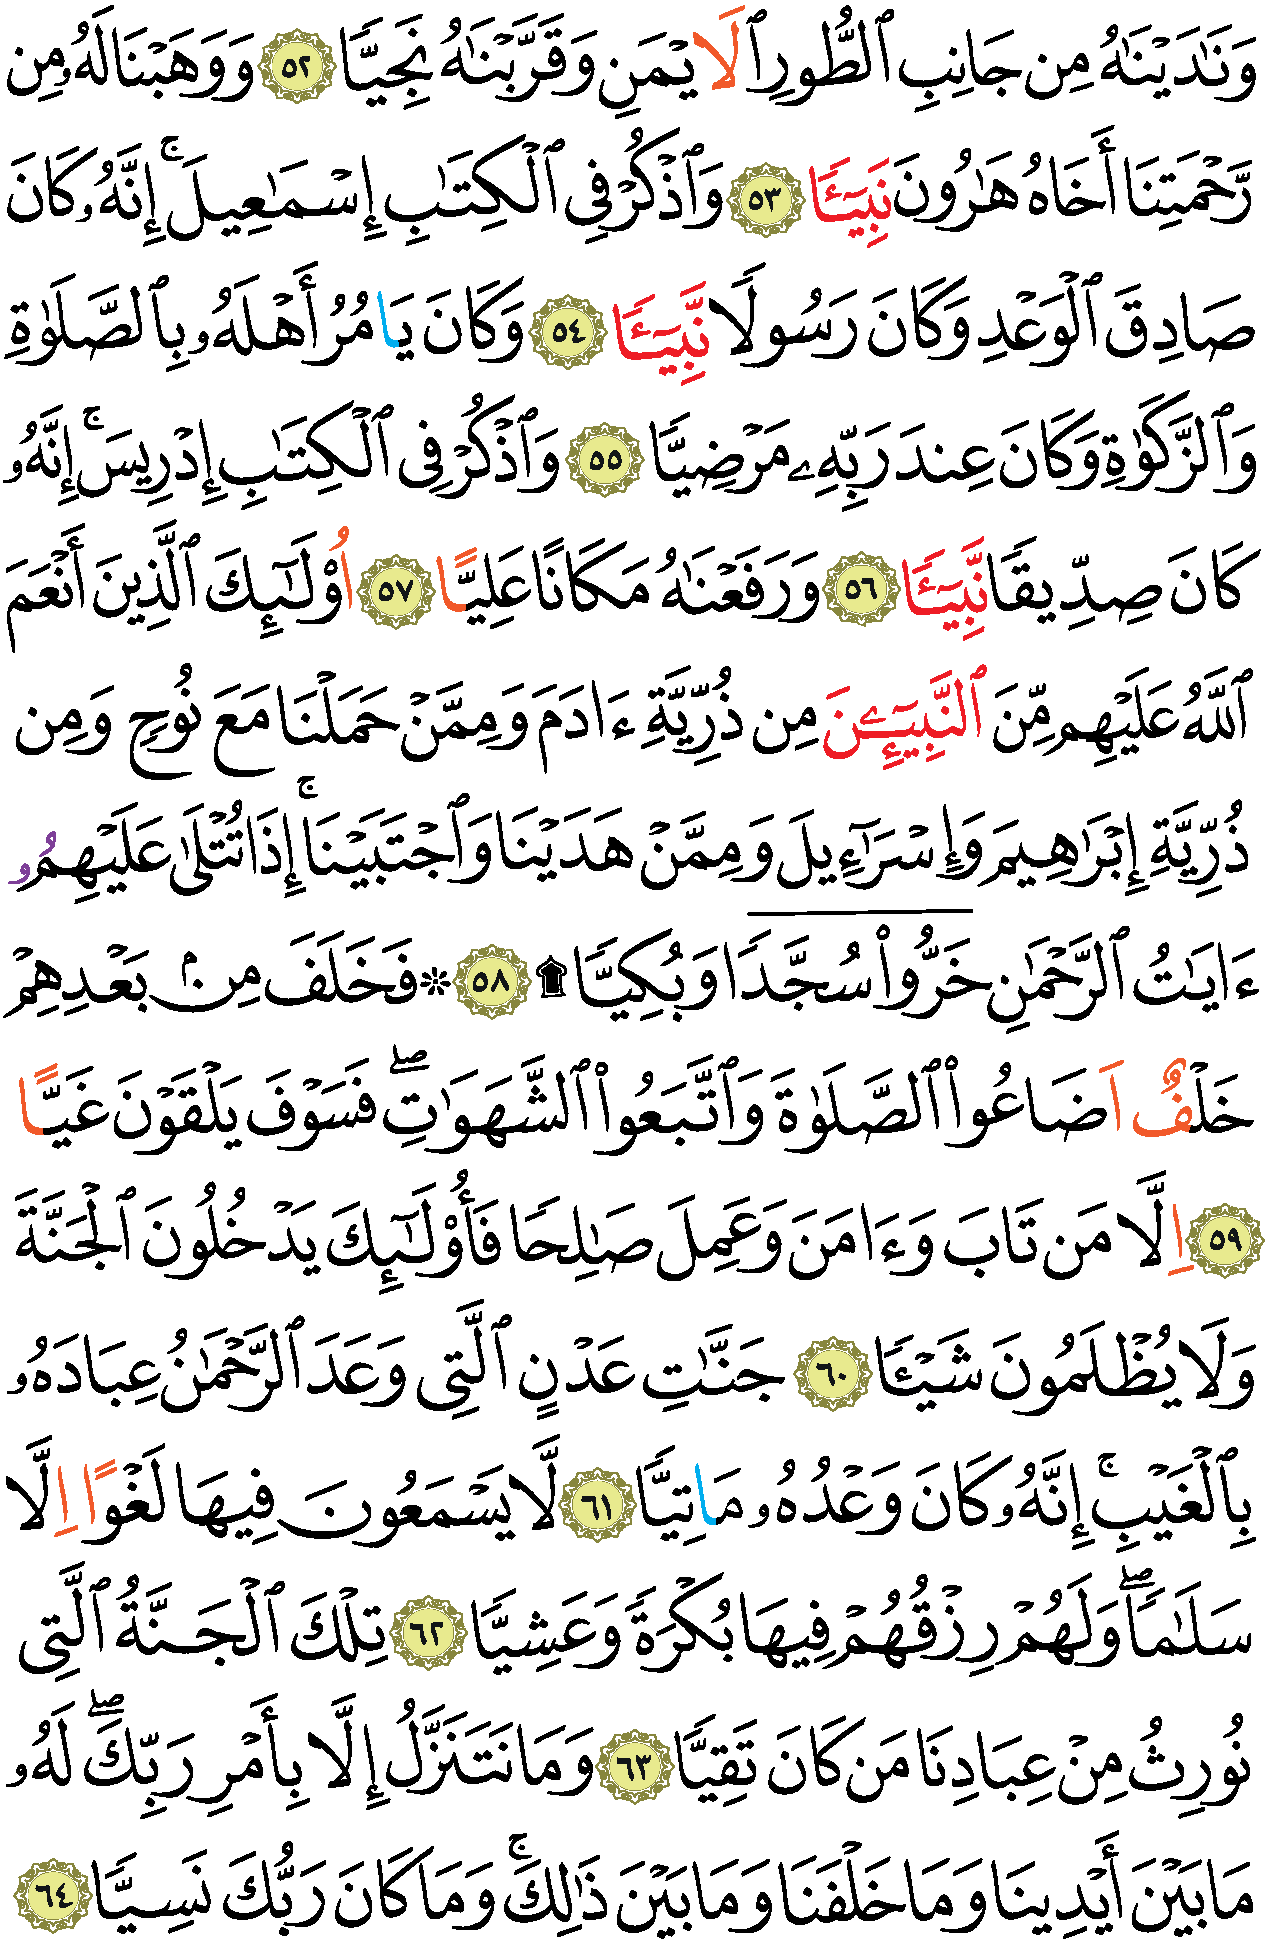 وَنَٰدَيۡنَٰهُ مِن جَانِبِ ٱلطُّورِ ٱلَايۡمَنِ وَقَرَّبۡنَٰهُ نَجِيّٗا ٥٢ وَوَهَبۡنَا لَهُۥ مِن
رَّحۡمَتِنَآ أَخَاهُ هَٰرُونَ نَبِيٓـٔٗا ٥٣ وَٱذۡكُرۡ فِي ٱلۡكِتَٰبِ إِسۡمَٰعِيلَۚ إِنَّهُۥ كَانَ
صَادِقَ ٱلۡوَعۡدِ وَكَانَ رَسُولٗا نَّبِيٓـٔٗا ٥٤ وَكَانَ يَامُرُ أَهۡلَهُۥ بِٱلصَّلَوٰةِ
وَٱلزَّكَوٰةِ وَكَانَ عِندَ رَبِّهِۦ مَرۡضِيّٗا ٥٥ وَٱذۡكُرۡ فِي ٱلۡكِتَٰبِ إِدۡرِيسَۚ إِنَّهُۥ
كَانَ صِدِّيقٗا نَّبِيٓـٔٗا ٥٦ وَرَفَعۡنَٰهُ مَكَانًا عَلِيًّا ٥٧ اُوْلَٰٓئِكَ ٱلَّذِينَ أَنۡعَمَ
ٱللَّهُ عَلَيۡهِم مِّنَ ٱلنَّبِيٓـِٔۧنَ مِن ذُرِّيَّةِ ءَادَمَ وَمِمَّنۡ حَمَلۡنَا مَعَ نُوحٖ وَمِن
ذُرِّيَّةِ إِبۡرَٰهِيمَ وَإِسۡرَٰٓءِيلَ وَمِمَّنۡ هَدَيۡنَا وَٱجۡتَبَيۡنَآۚ إِذَا تُتۡلَىٰ عَلَيۡهِمُۥٓ
ءَايَٰتُ ٱلرَّحۡمَٰنِ خَرُّواْ سُجَّدٗا وَبُكِيّٗا ۩ ٥٨ ۞ فَخَلَفَ مِنۢ بَعۡدِهِمۡ
خَلۡفٌ اَضَاعُواْ ٱلصَّلَوٰةَ وَٱتَّبَعُواْ ٱلشَّهَوَٰتِۖ فَسَوۡفَ يَلۡقَوۡنَ غَيًّا
٥٩ اِلَّا مَن تَابَ وَءَامَنَ وَعَمِلَ صَٰلِحٗا فَأُوْلَٰٓئِكَ يَدۡخُلُونَ ٱلۡجَنَّةَ
وَلَا يُظۡلَمُونَ شَيۡـٔٗا ٦٠ جَنَّٰتِ عَدۡنٍ ٱلَّتِي وَعَدَ ٱلرَّحۡمَٰنُ عِبَادَهُۥ
بِٱلۡغَيۡبِۚ إِنَّهُۥ كَانَ وَعۡدُهُۥ مَاتِيّٗا ٦١ لَّا يَسۡمَعُونَ فِيهَا لَغۡوًا اِلَّا
سَلَٰمٗاۖ وَلَهُمۡ رِزۡقُهُمۡ فِيهَا بُكۡرَةٗ وَعَشِيّٗا ٦٢ تِلۡكَ ٱلۡجَنَّةُ ٱلَّتِي
نُورِثُ مِنۡ عِبَادِنَا مَن كَانَ تَقِيّٗا ٦٣ وَمَا نَتَنَزَّلُ إِلَّا بِأَمۡرِ رَبِّكَۖ لَهُۥ
مَا بَيۡنَ أَيۡدِينَا وَمَا خَلۡفَنَا وَمَا بَيۡنَ ذَٰلِكَۚ وَمَا كَانَ رَبُّكَ نَسِيّٗا ٦٤